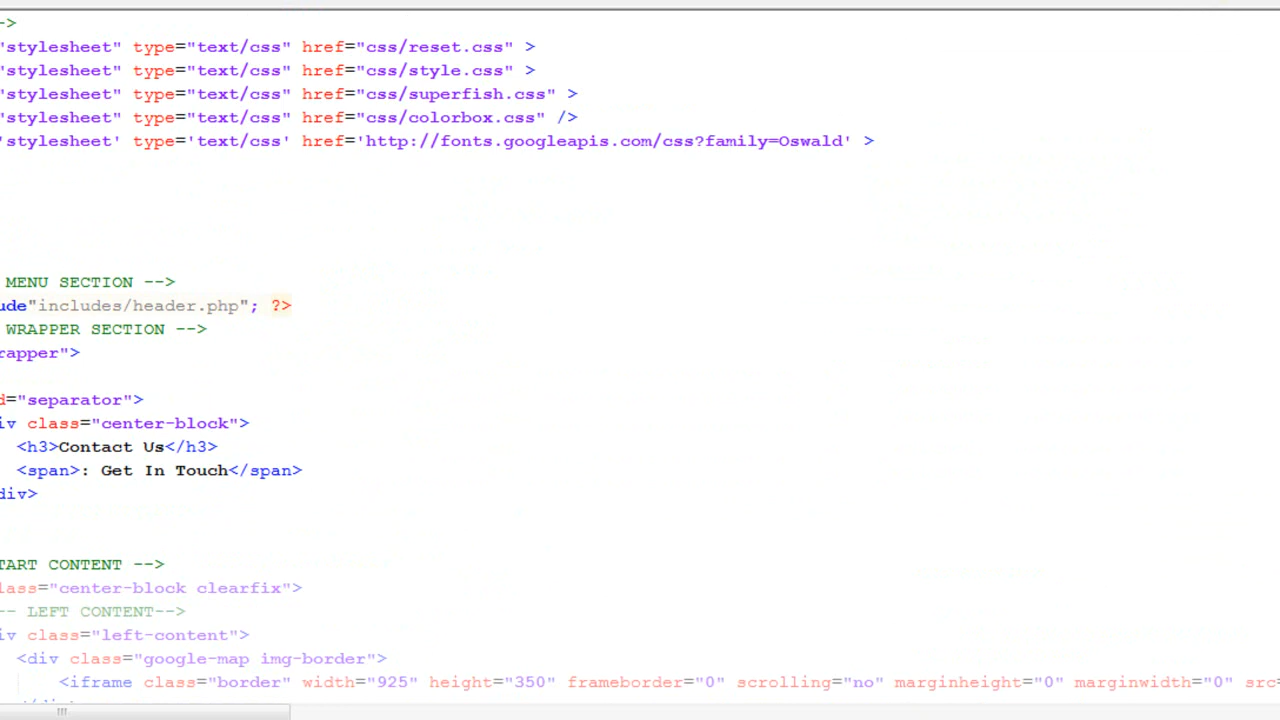 ->
"stylesheet" type="text/css" href="css/reset.css" >
"stylesheet" type="text/css" href="css/style.css" >
"stylesheet" type="text/css" href="css/superfish.css" >
"stylesheet" type="text/css" href="css/colorbox.css" />
'stylesheet' type='text/css' href='http://fonts.googleapis.com/css?family=Oswald' >
MENU SECTION -->
ude"includes/header.php"; ?>
WRAPPER SECTION -->
rapper">
d="separator">
iv class="center-block">
<h3>Contact Us</h3>
<span>: Get In Touch</span>
div>
TART CONTENT -->
lass="center-block clearfix">
-- LEFT CONTENT-->
iv class="left-content">
<div class="google-map img-border">
<iframe class="border" width="925" height="350" frameborder="0" scrolling="no" marginheight="0" marginwidth="0" src=